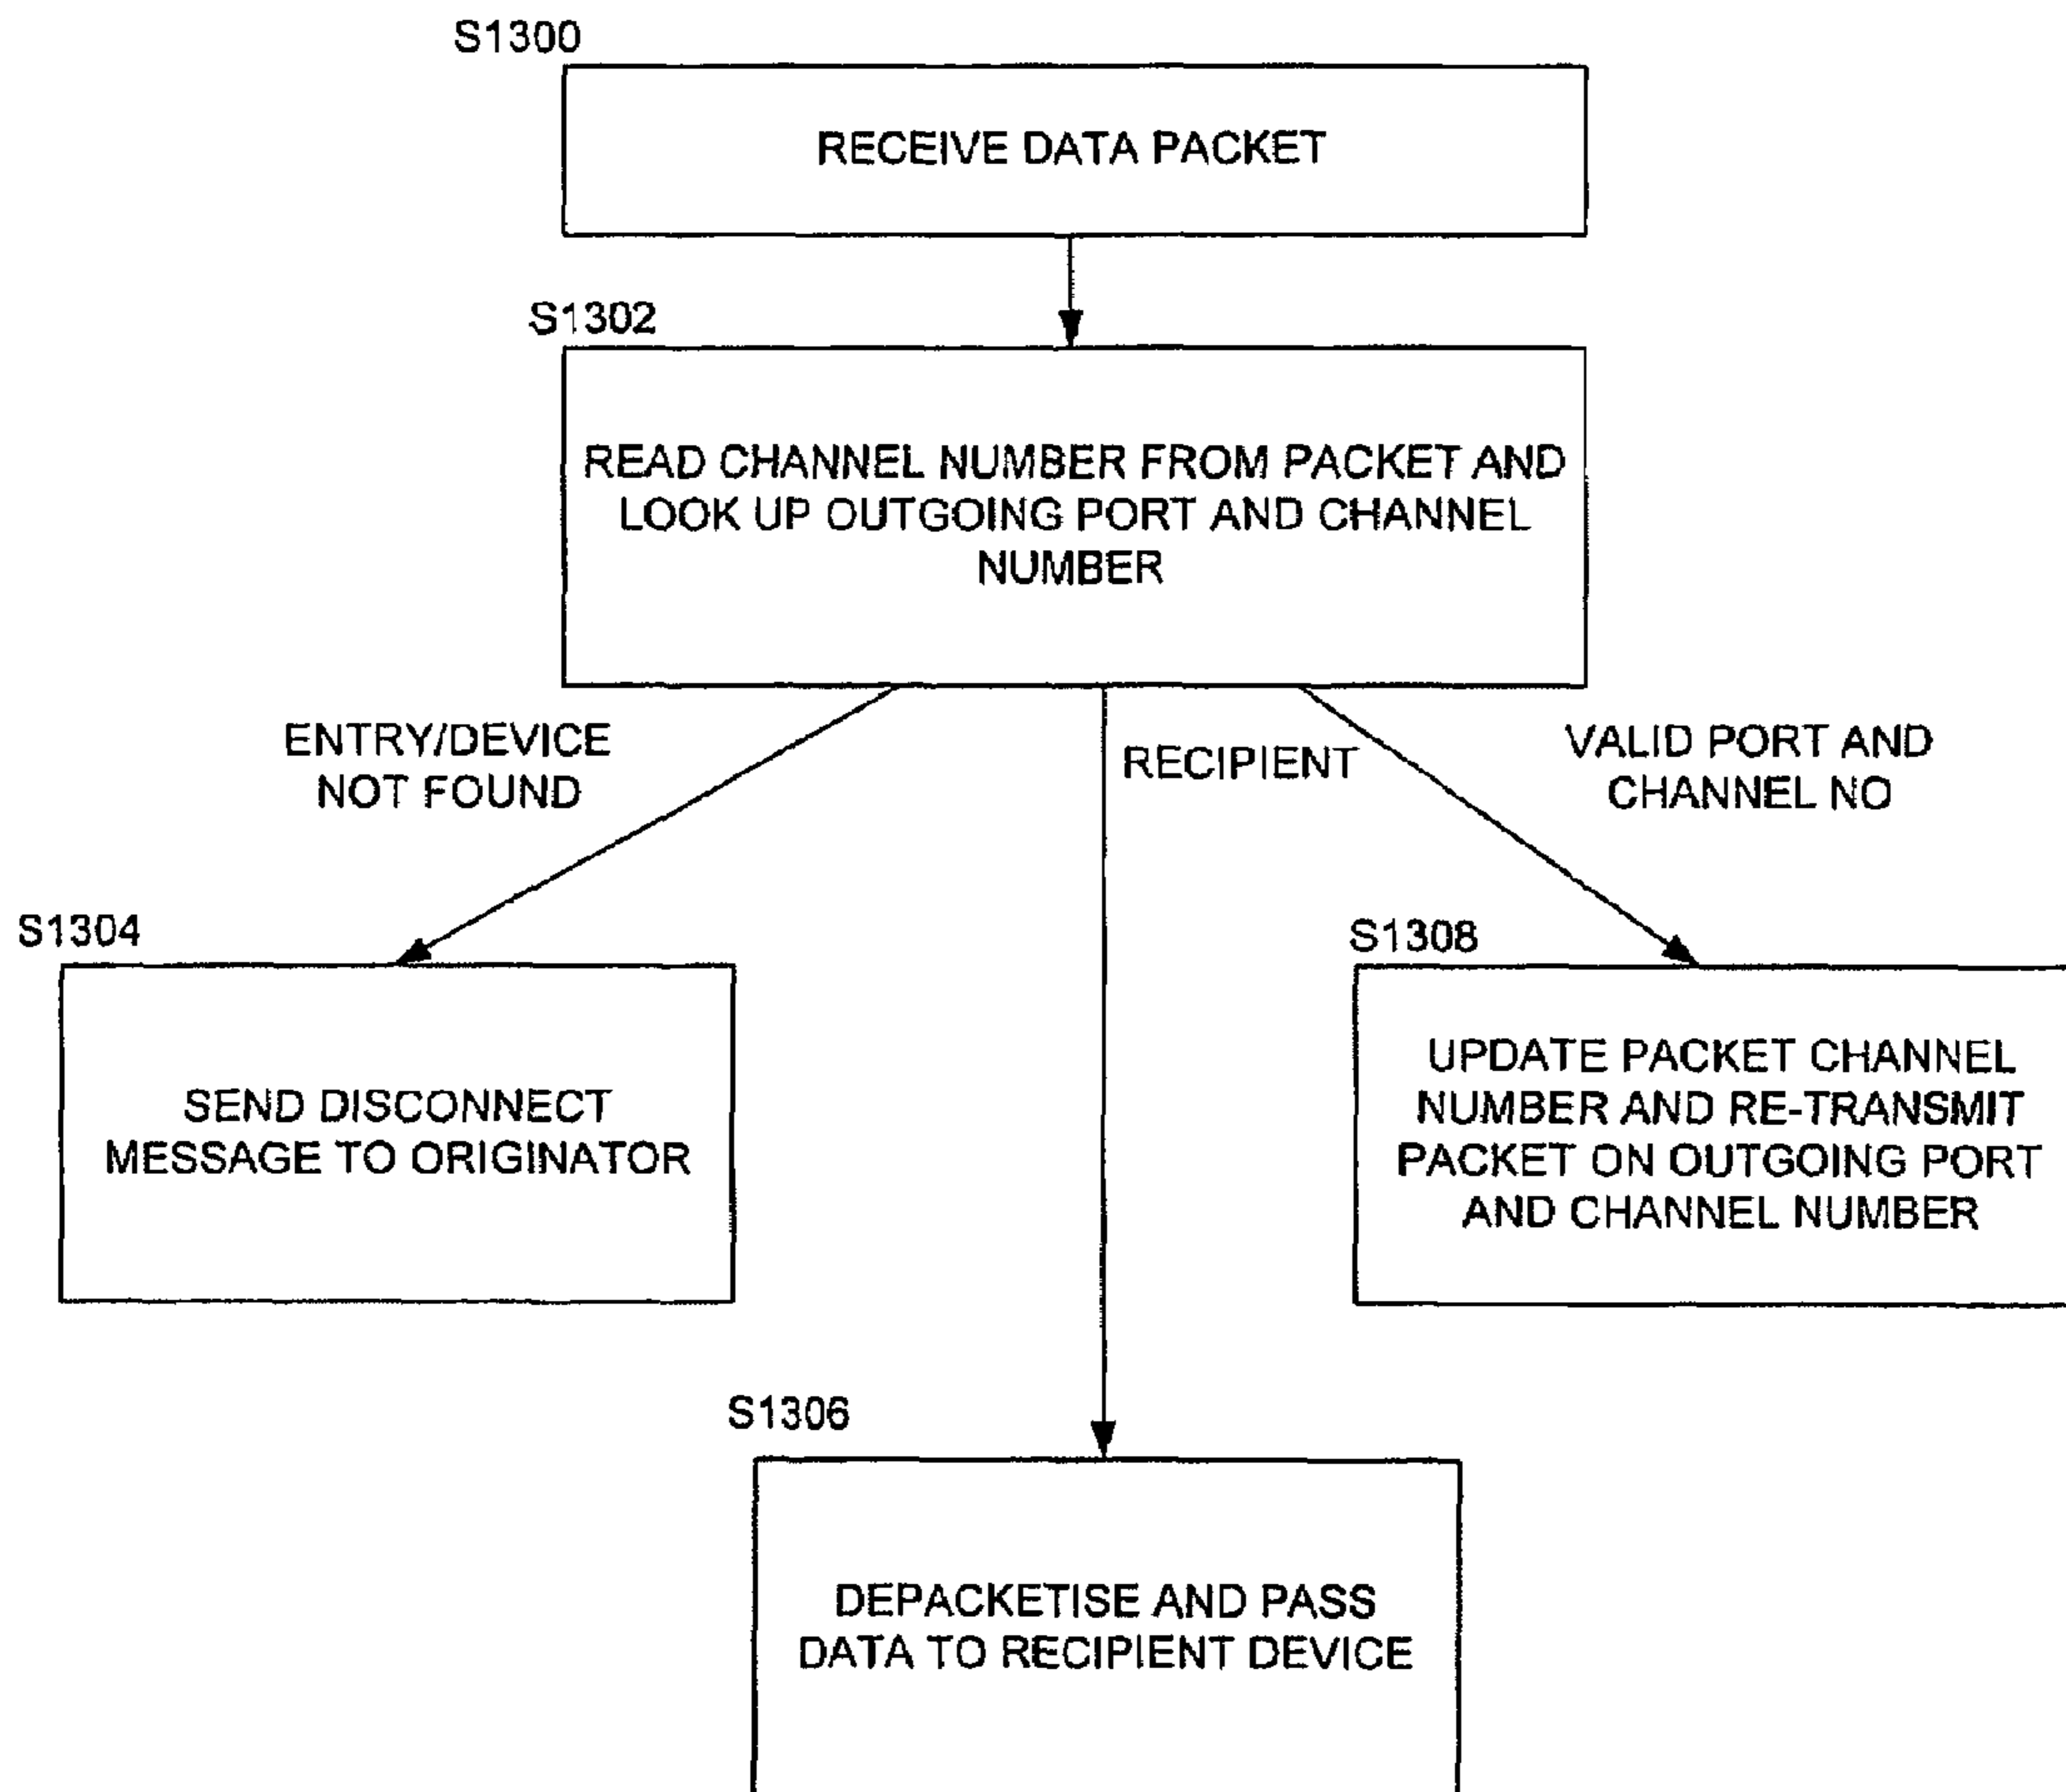 S1300
RECEIVE DATA PACKET
S1302
READ CHANNEL NUMBER FROM PACKET AND
LOOK UP OUTGOING PORT AND CHANNEL
NUMBER
ENTRY/DEVICE
NOT FOUND
RECIPIENT
VALID PORT AND
CHANNEL NO
S1304
SEND DISCONNECT
MESSAGE TO ORIGINATOR
S1308
UPDATE PACKET CHANNEL
NUMBER AND RE-TRANSMIT
PACKET ON OUTGOING PORT
AND CHANNEL NUMBER
S1306
DEPACKETISE AND PASS
DATA TO RECIPIENT DEVICE